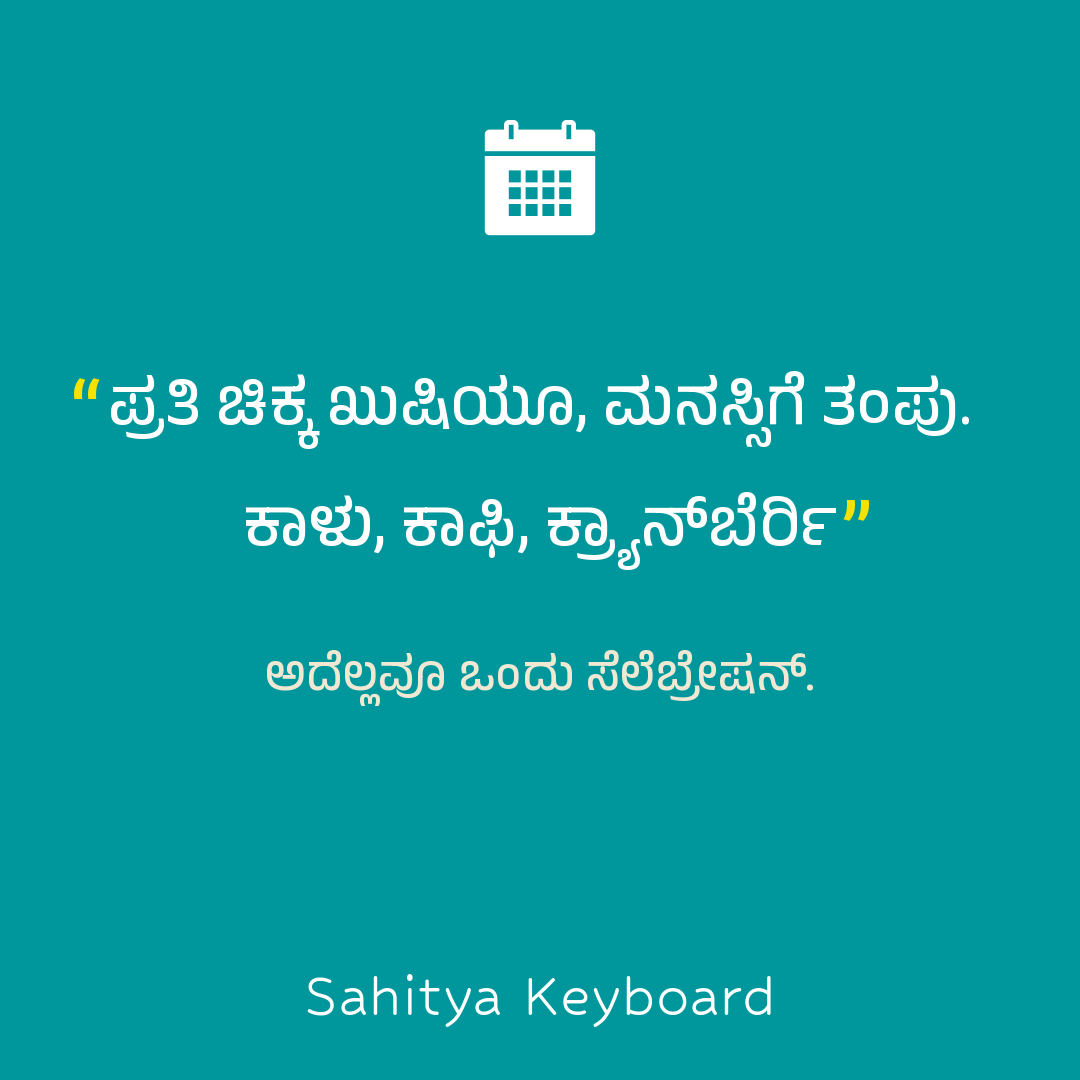 “ಪ್ರತಿ ಚಿಕ್ಕ ಖುಷಿಯೂ, ಮನಸ್ಸಿಗೆ ತಂಪು.
ಕಾಳು, ಕಾಫಿ, ಕ್ರ್ಯಾನ್‌ಬೆರ್ರಿ”
ಅದೆಲ್ಲವೂ ಒಂದು ಸೆಲೆಬ್ರೇಷನ್.
Sahitya Keyboard